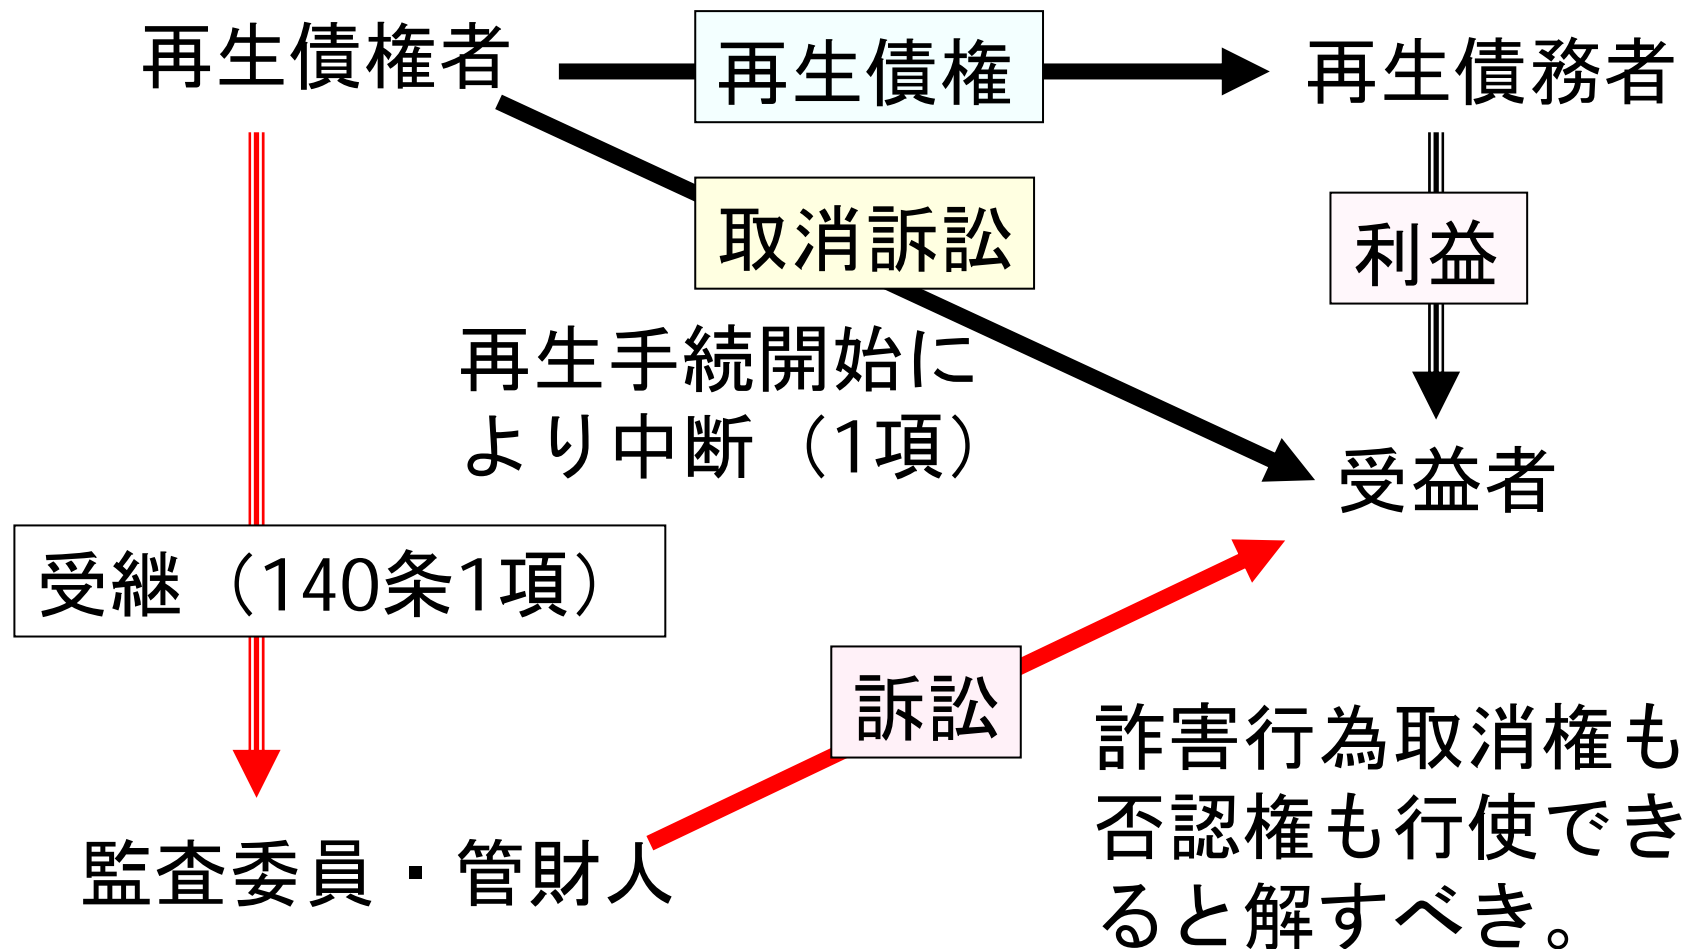 再生債権者
再生債権
再生債務者
取消訴訟
利益
再生手続開始に
より中断（1項）
受益者
受継（140条1項）
訴訟
監査委員・管財人
詐害行為取消権も
否認権も行使でき
ると解すべき。